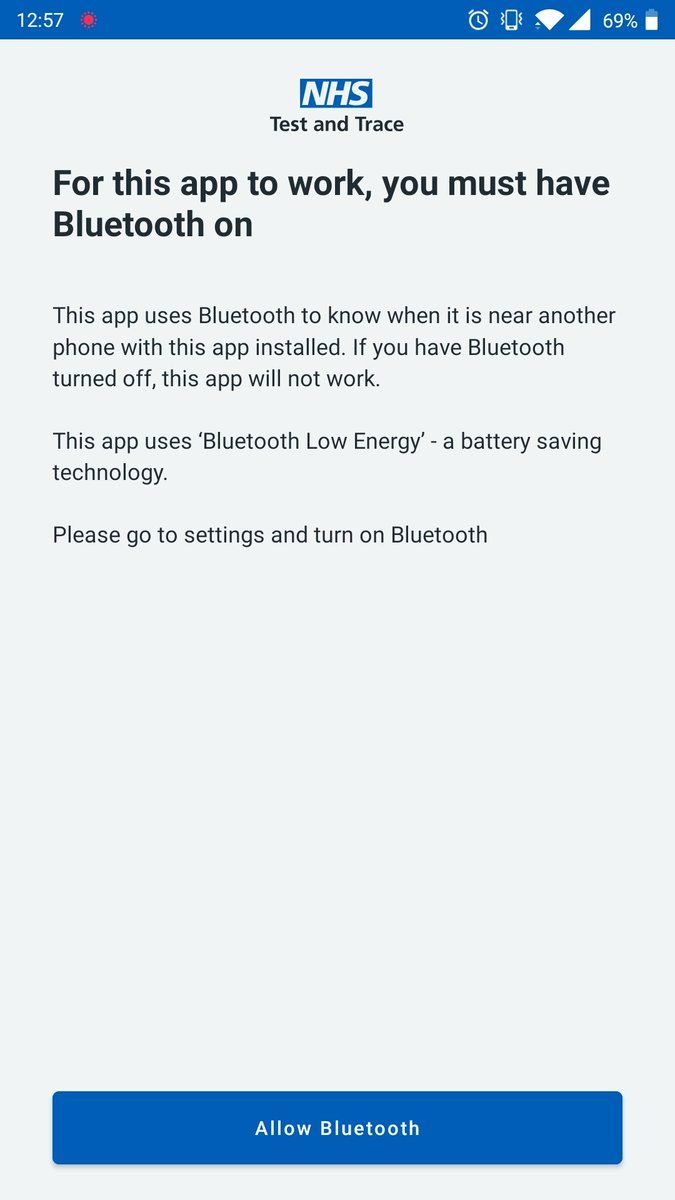 12:57 69%
NHS
Test and Trace
For this app to work, you must have
Bluetooth on
This app uses Bluetooth to know when it is near another
phone with this app installed. If you have Bluetooth
turned off, this app will not work.
This app uses ‘Bluetooth Low Energy’ - a battery saving
technology.
Please go to settings and turn on Bluetooth
Allow Bluetooth